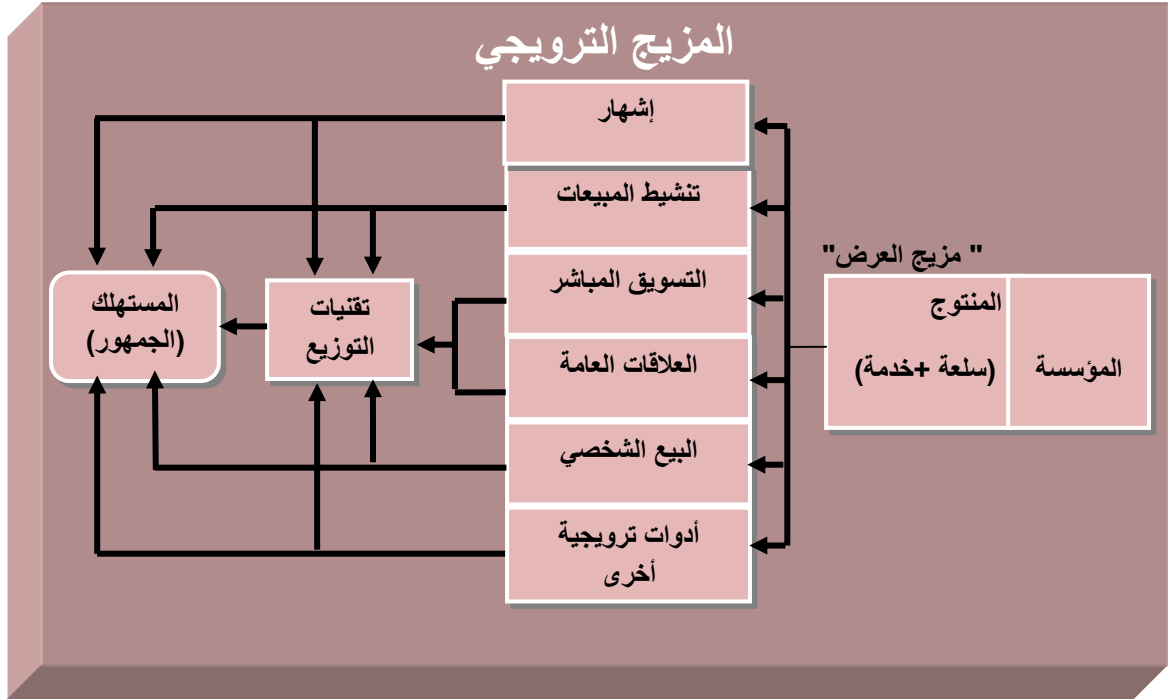 المزيج الترويجي
إشهار
تنشيط المبيعات
التسويق المباشر
العلاقات العامة
البيع الشخصي
أدوات ترويجية
أخرى
" مزيج العرض"
المؤسسة
المنتوج
(سلعة +خدمة)
تقنيات
التوزيع
المستهلك
(الجمهور)